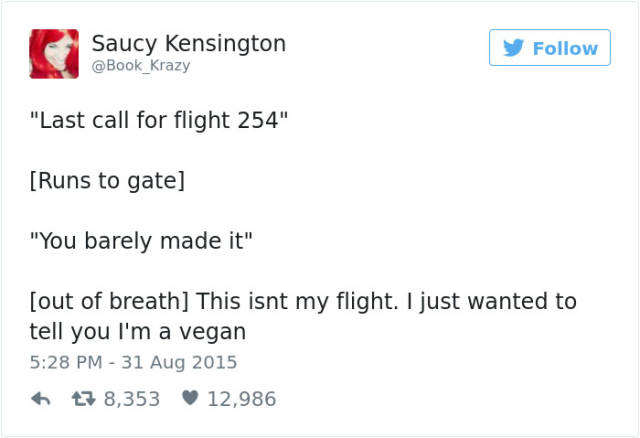 Saucy Kensington
@Book_Krazy
Follow
"Last call for flight 254"
[Runs to gate]
"You barely made it"
[out of breath] This isnt my flight. I just wanted to
tell you I'm a vegan
5:28 PM - 31 Aug 2015
8,353 12,986